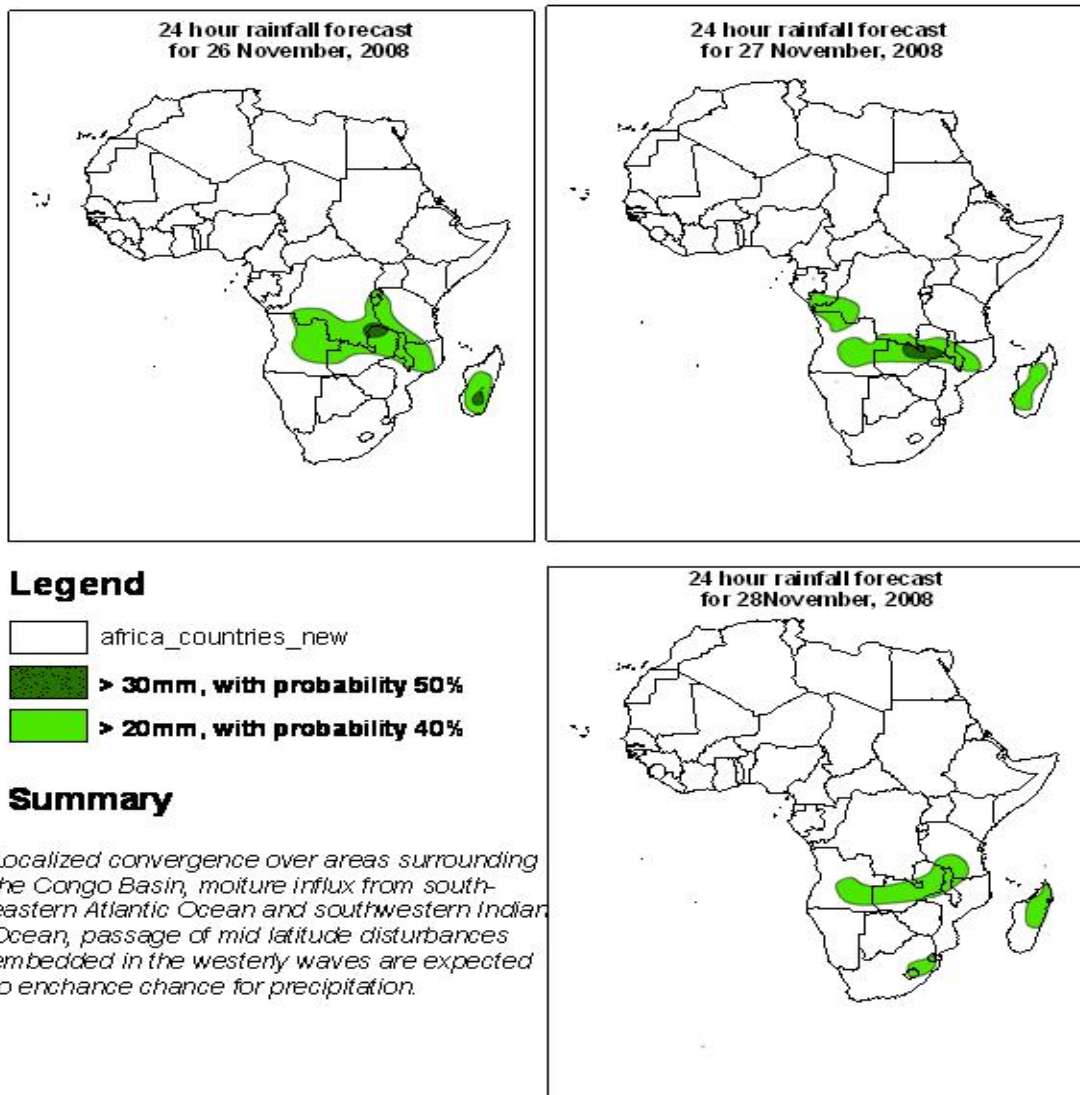 24 hour rainfall forecast
for 26 November, 2008
24 hour rainfall forecast
for 27 November, 2008
Legend
africa_countries_new
> 30mm, with probability 50%
> 20mm, with probability 40%
Summary
ocalized convergence over areas surrounding
he Congo Basin, moiture influx from south-
eastern Atlantic Ocean and southwestern Indian
Ocean, passage of mid latitude disturbances
embedded in the westerly waves are expected
o enchance chance for precipitation.
24 hour rainfall forecast
for 28November, 2008